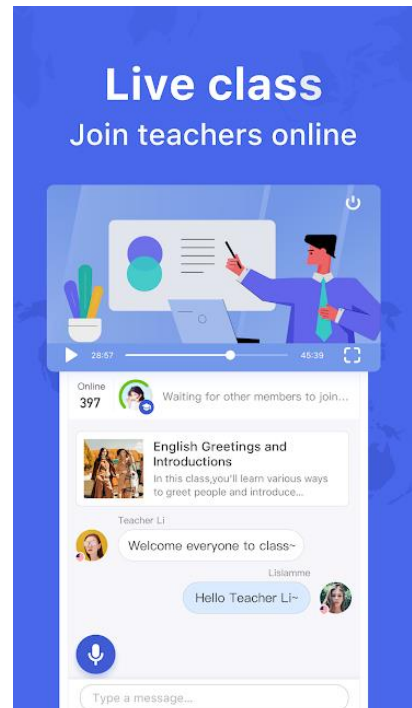 Live class
Join teachers online
28:57
45:39
Online
397
Waiting for other members to join...
English Greetings and
Introductions
In this class,you'll learn various ways
to greet people and introduce...
Teacher Li
Welcome everyone to class~
Lislamme
Hello Teacher Li~
Type a message...